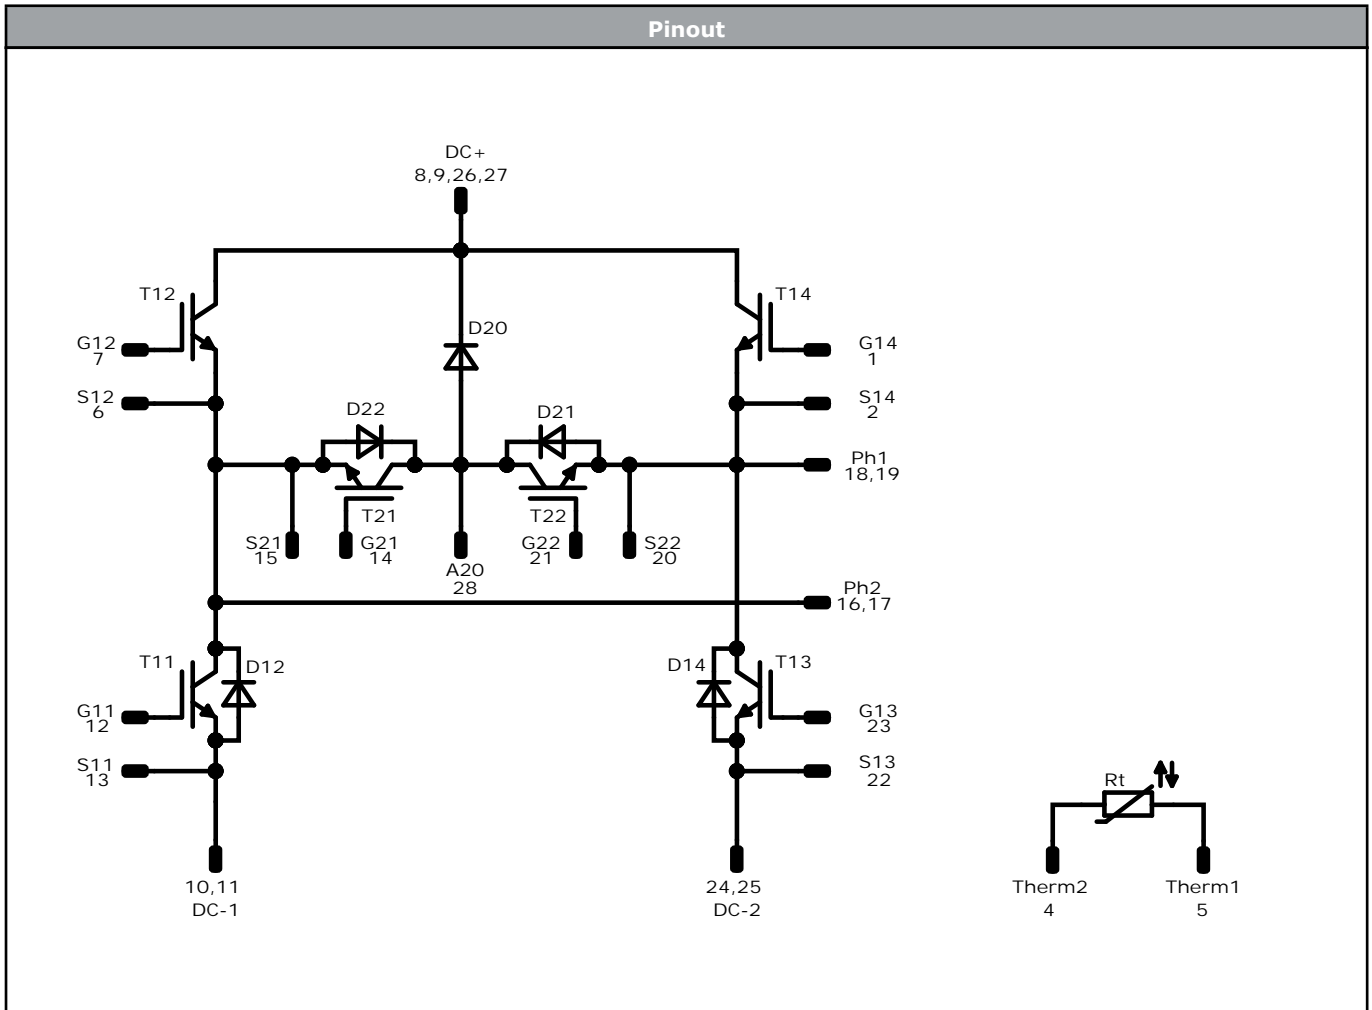 Pinout
DC+
8,9,26,27
T12
T14
D20
G12
7
G14
1
S12
6
S14
2
D22
D21
Ph1
18,19
T21
T22
S21
15
G21
14
G22
21
S22
20
A20
28
Ph2
16,17
T11
D12
D14
T13
G11
12
G13
23
S11
13
S13
22
Rt
10,11
DC-1
24,25
DC-2
Therm2
4
Therm1
5